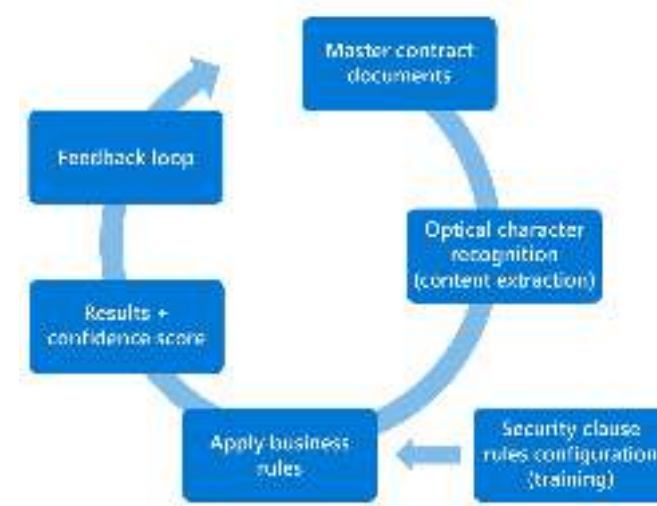 Master contract
documents
Feedback loop
Optical character
recognition
(content extraction)
Results +
confidence score
Apply business
rules
Security clause
rules configuration
(training)